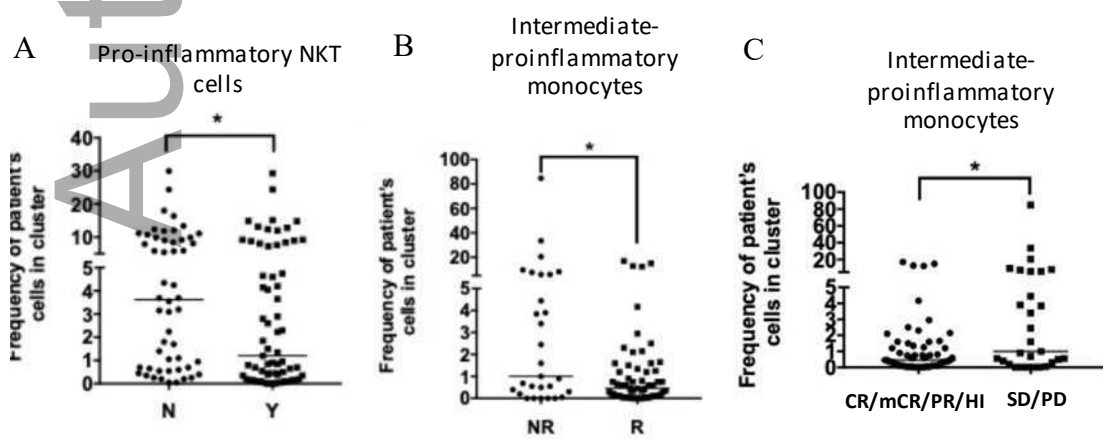 Aut
A
Pro-inflammatory NKT
cells
*
Frequency of patient's
cells in cluster
40
30
20
10
5
4
3
2
1
0
N Y
B
Intermediate-
proinflammatory
monocytes
*
Frequency of patient's
cells in cluster
100
80
60
40
20
5
4
3
2
1
0
NR R
C
Intermediate-
proinflammatory
monocytes
*
Frequency of patient's
cells in cluster
100
80
60
40
20
5
4
3
2
1
0
CR/mCR/PR/HI SD/PD